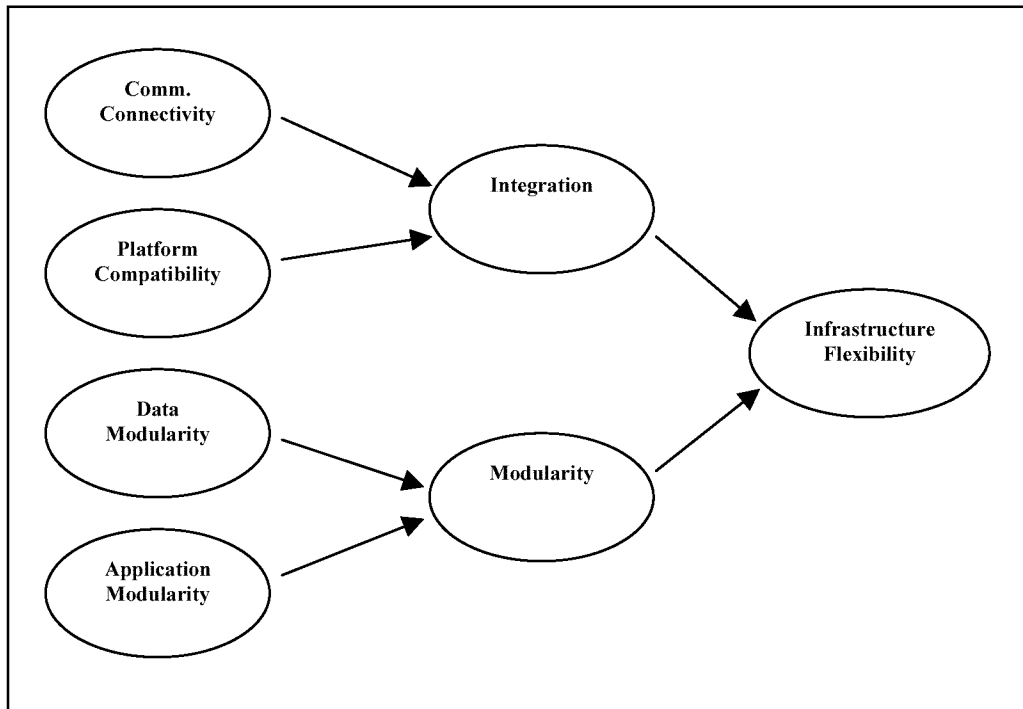 Comm.
Connectivity
Platform
Compatibility
Data
Modularity
Application
Modularity
Integration
Modularity
Infrastructure
Flexibility